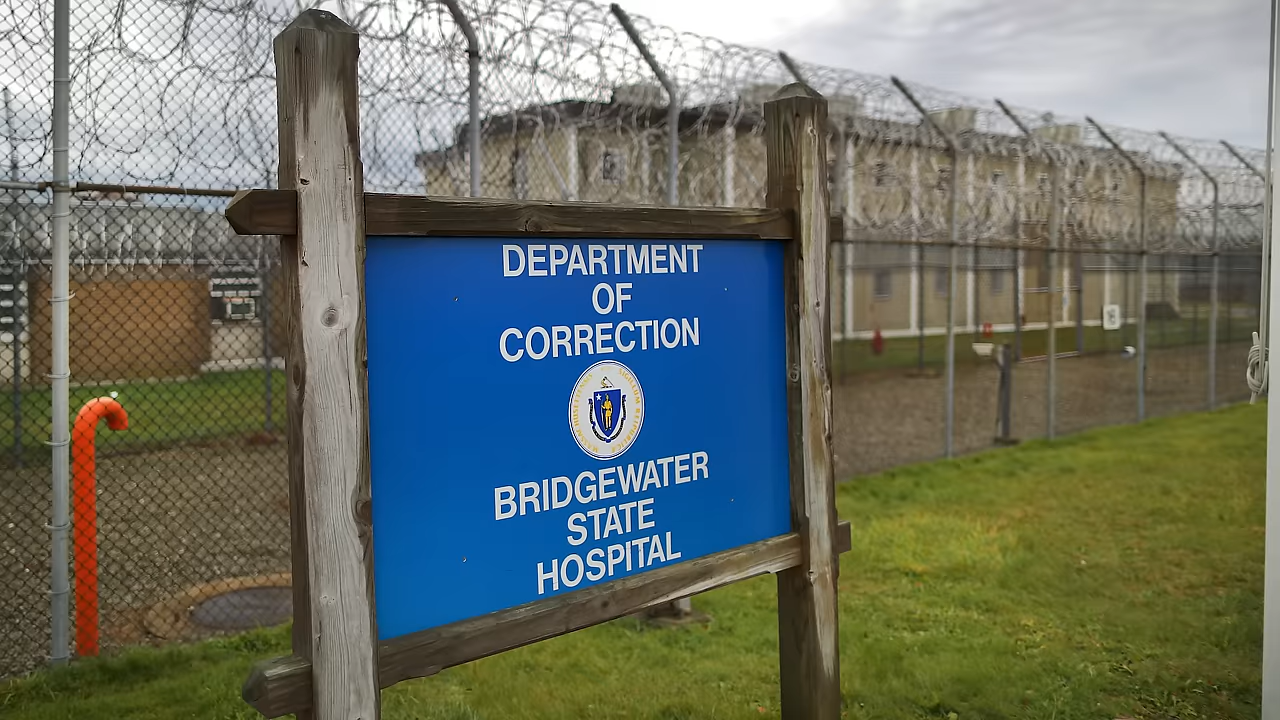 DEPARTMENT
OF
CORRECTION
BRIDGEWATER
STATE
HOSPITAL